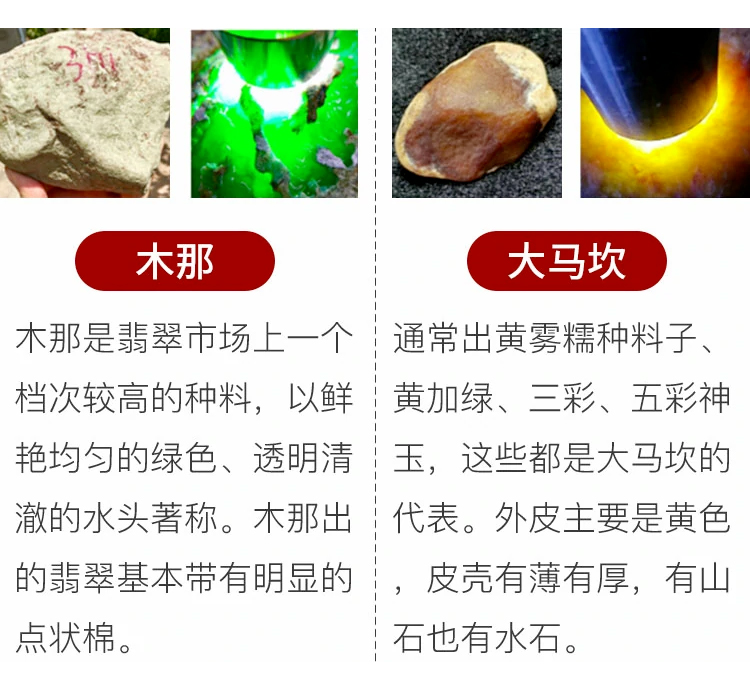 木那
木那是翡翠市场上一个
档次较高的种料，以鲜
艳均匀的绿色、透明清
澈的水头著称。木那出
的翡翠基本带有明显的
点状棉。
大马坎
通常出黄雾糯种料子、
黄加绿、三彩、五彩神
玉，这些都是大马坎的
代表。外皮主要是黄色
，皮壳有薄有厚，有山
石也有水石。